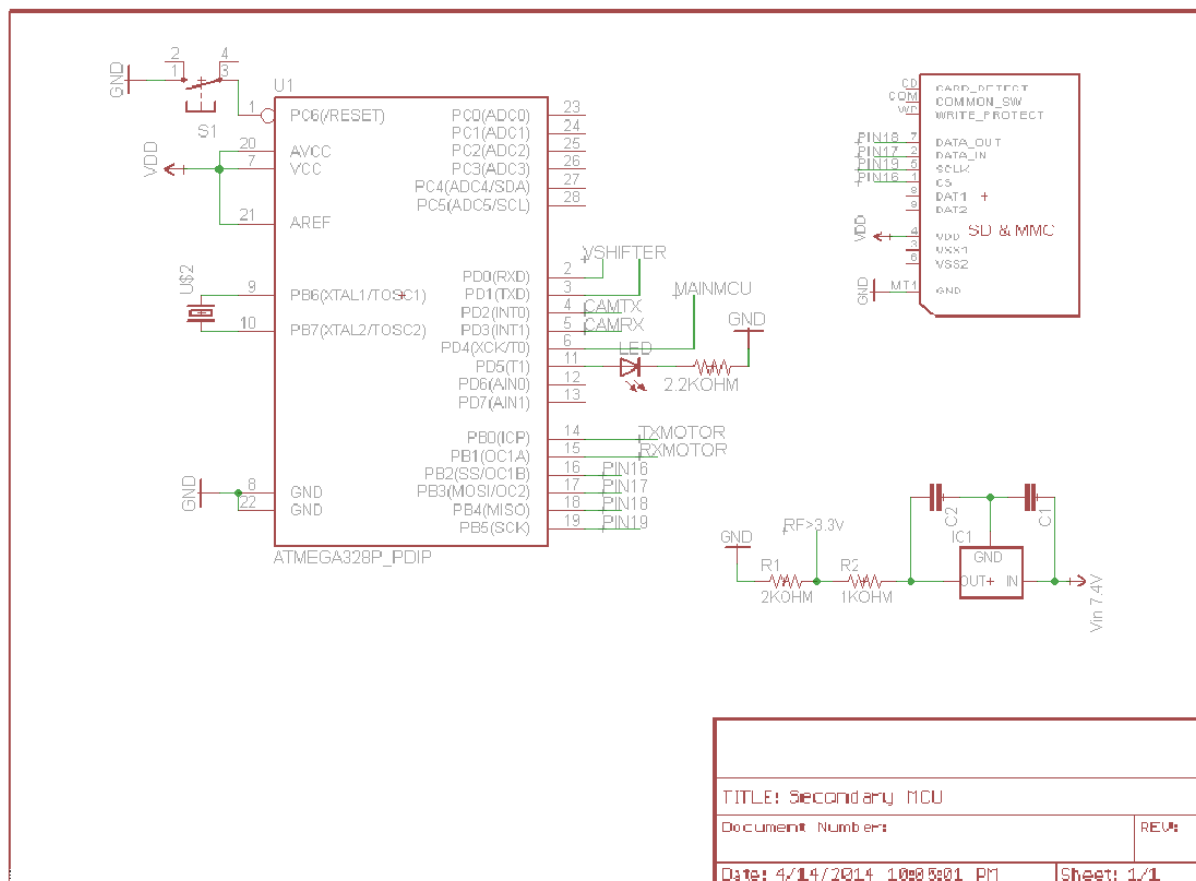 2 4
1 3
GND
S1
U1
1 PC6(/RESET)
20 AVCC
7 VCC
VDD
21 AREF
U$2
9 PB6(XTAL1/TOSC1)
10 PB7(XTAL2/TOSC2)
GND
8 GND
22 GND
PC0(ADC0) 23
PC1(ADC1) 24
PC2(ADC2) 25
PC3(ADC3) 26
PC4(ADC4/SDA) 27
PC5(ADC5/SCL) 28
PD0(RXD) 2 VSHIFTER
PD1(TXD) 3
PD2(INT0) 4 CAMTX
PD3(INT1) 5 CAMRX
PD4(XCK/T0) 6 MAINMCU
PD5(T1) 11 LED
2.2KOHM
GND
PD6(AIN0) 12
PD7(AIN1) 13
PB0(ICP) 14 TXMOTOR
PB1(OC1A) 15 RXMOTOR
PB2(SS/OC1B) 16 PIN16
PB3(MOSI/OC2) 17 PIN17
PB4(MISO) 18 PIN18
PB5(SCK) 19 PIN19
ATMEGA328P_PDIP
CD CARD_DETECT
COM COMMON_SW
WP WRITE_PROTECT
PIN18 7 DATA_OUT
PIN17 2 DATA_IN
PIN19 5 SCLK
PIN16 1 CS
DAT1
9 DAT2
SD & MMC
VDD 4 VDD
3 VSS1
6 VSS2
GND MT1 GND
GND
R1
2KOHM
RF>3.3V
R2
1KOHM
C2
C1
IC1
GND
OUT IN
Vin 7.4V
TITLE: Secondary MCU
Document Number:
REV:
Date: 4/14/2014 10:05:01 PM
Sheet: 1/1